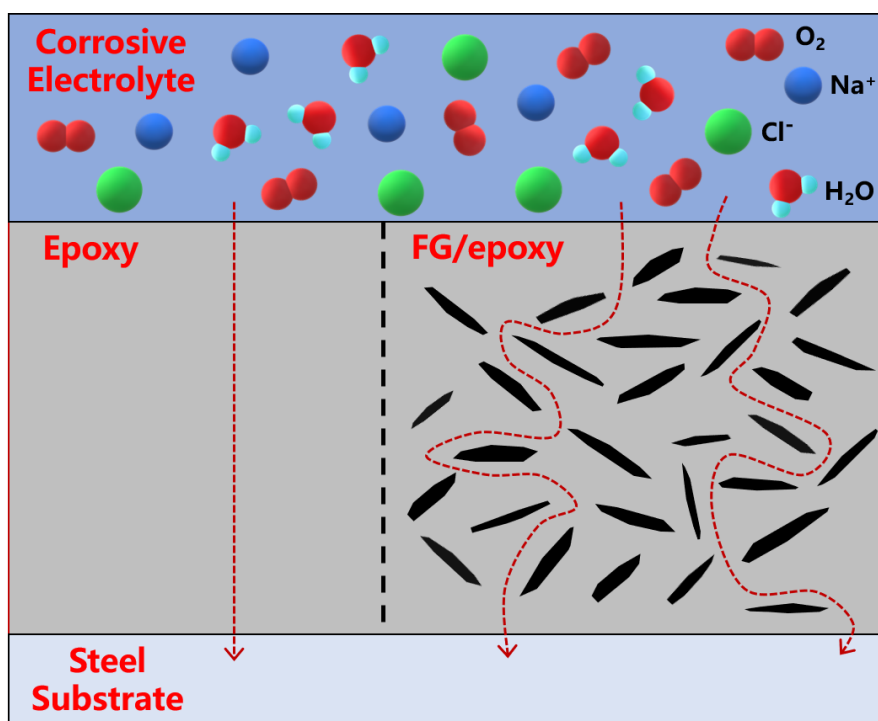 Corrosive
Electrolyte
O₂
Na⁺
Cl⁻
H₂O
Epoxy
FG/epoxy
Steel
Substrate